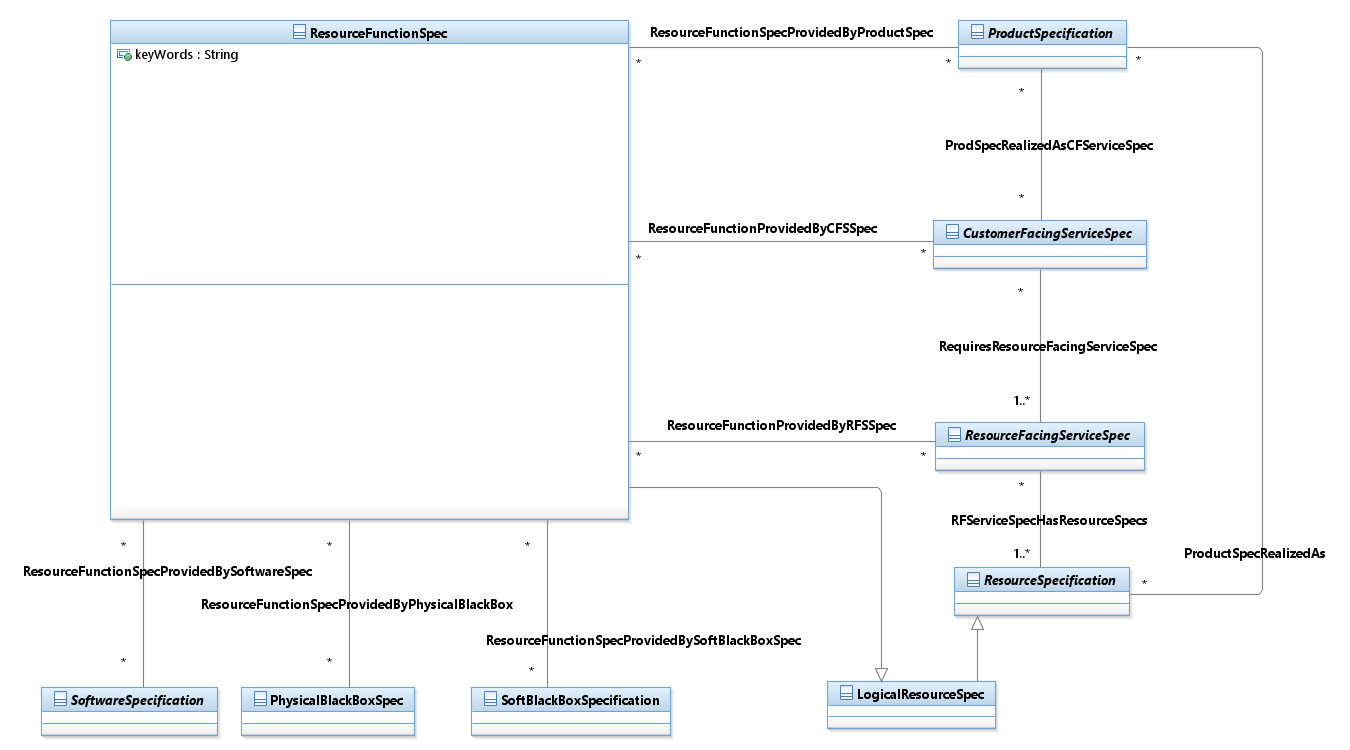 ResourceFunctionSpec
keyWords : String
ResourceFunctionSpecProvidedByProductSpec
*
*
ProductSpecification
*
*
ProdSpecRealizedAsCFServiceSpec
*
ResourceFunctionProvidedByCFSSpec
*
*
CustomerFacingServiceSpec
*
RequiresResourceFacingServiceSpec
1..*
ResourceFunctionProvidedByRFSSpec
*
*
ResourceFacingServiceSpec
*
RFServiceSpecHasResourceSpecs
1..*
ProductSpecRealizedAs
ResourceSpecification
*
*
*
*
ResourceFunctionSpecProvidedBySoftwareSpec
ResourceFunctionSpecProvidedByPhysicalBlackBox
ResourceFunctionSpecProvidedBySoftBlackBoxSpec
*
*
*
SoftwareSpecification
PhysicalBlackBoxSpec
SoftBlackBoxSpecification
LogicalResourceSpec